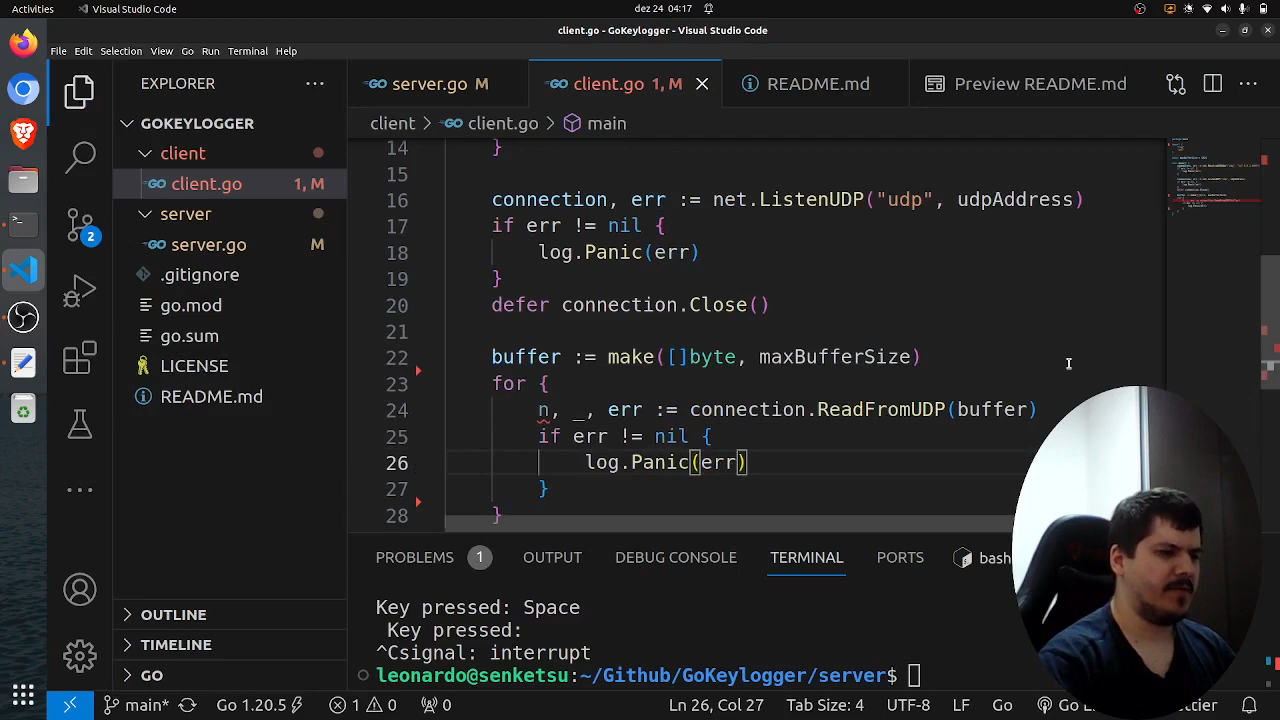 Activities
Visual Studio Code
dez 24 04:17
client.go - GoKeylogger - Visual Studio Code
File Edit Selection View Go Run Terminal Help
EXPLORER
GOKEYLOGGER
client
client.go 1, M
server
server.go M
.gitignore
go.mod
go.sum
LICENSE
README.md
OUTLINE
TIMELINE
GO
2
server.go M
client.go 1, M
README.md
Preview README.md
client > client.go > main
14 }
15
16 connection, err := net.ListenUDP("udp", udpAddress)
17 if err != nil {
18 log.Panic(err)
19 }
20 defer connection.Close()
21
22 buffer := make([]byte, maxBufferSize)
23 for {
24 n, _, err := connection.ReadFromUDP(buffer)
25 if err != nil {
26 log.Panic(err)
27 }
28 }
PROBLEMS 1 OUTPUT DEBUG CONSOLE TERMINAL PORTS bash
Key pressed: Space
Key pressed:
^Csignal: interrupt
leonardo@senketsu:~/Github/GoKeylogger/server$
main* Go 1.20.5 1 0 0 Ln 26, Col 27 Tab Size: 4 UTF-8 LF Go